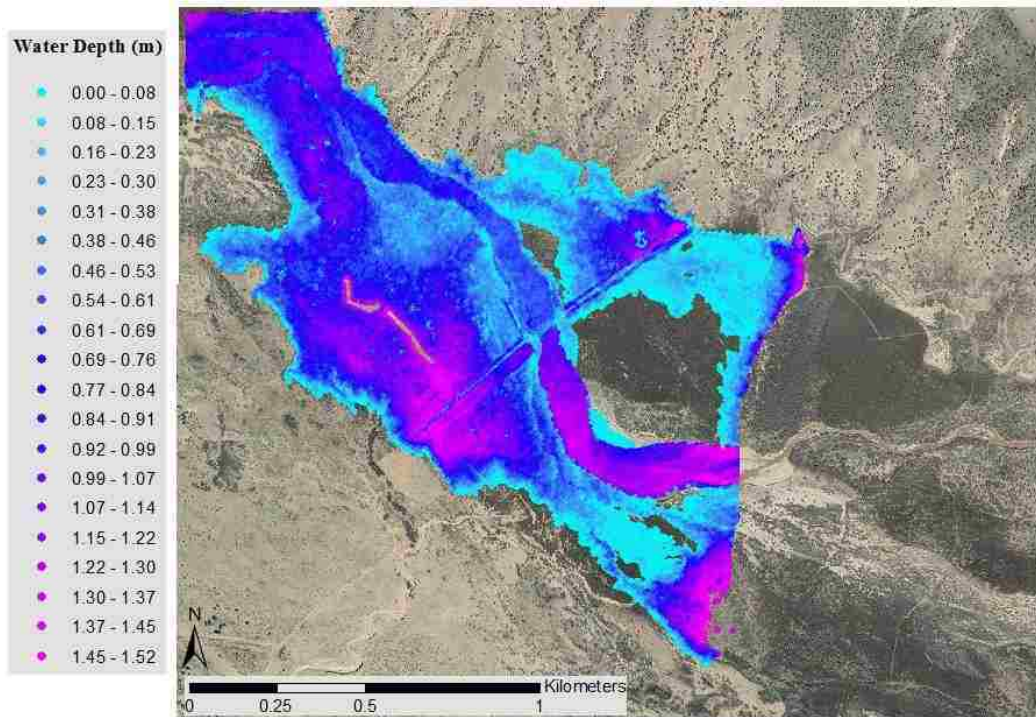 Water Depth (m)
0.00 - 0.08
0.08 - 0.15
0.16 - 0.23
0.23 - 0.30
0.31 - 0.38
0.38 - 0.46
0.46 - 0.53
0.54 - 0.61
0.61 - 0.69
0.69 - 0.76
0.77 - 0.84
0.84 - 0.91
0.92 - 0.99
0.99 - 1.07
1.07 - 1.14
1.15 - 1.22
1.22 - 1.30
1.30 - 1.37
1.37 - 1.45
1.45 - 1.52
N
Kilometers
0 0.25 0.5 1